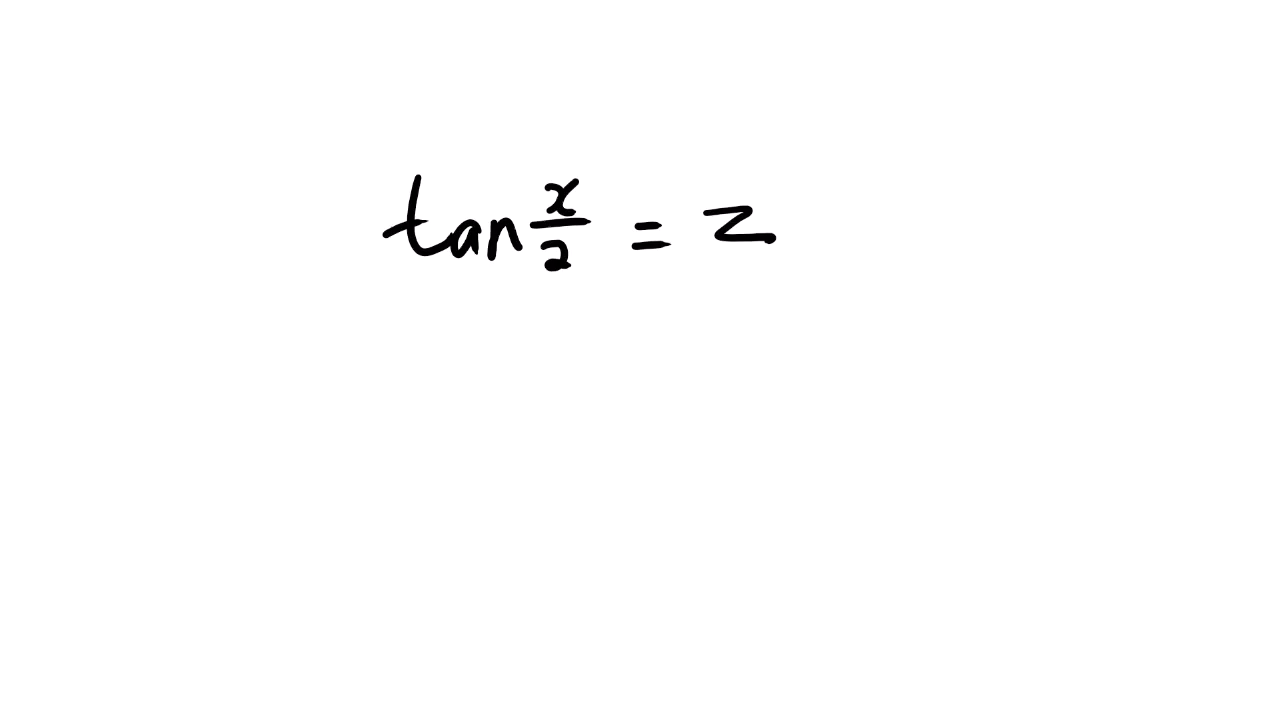 tan x/2 = z